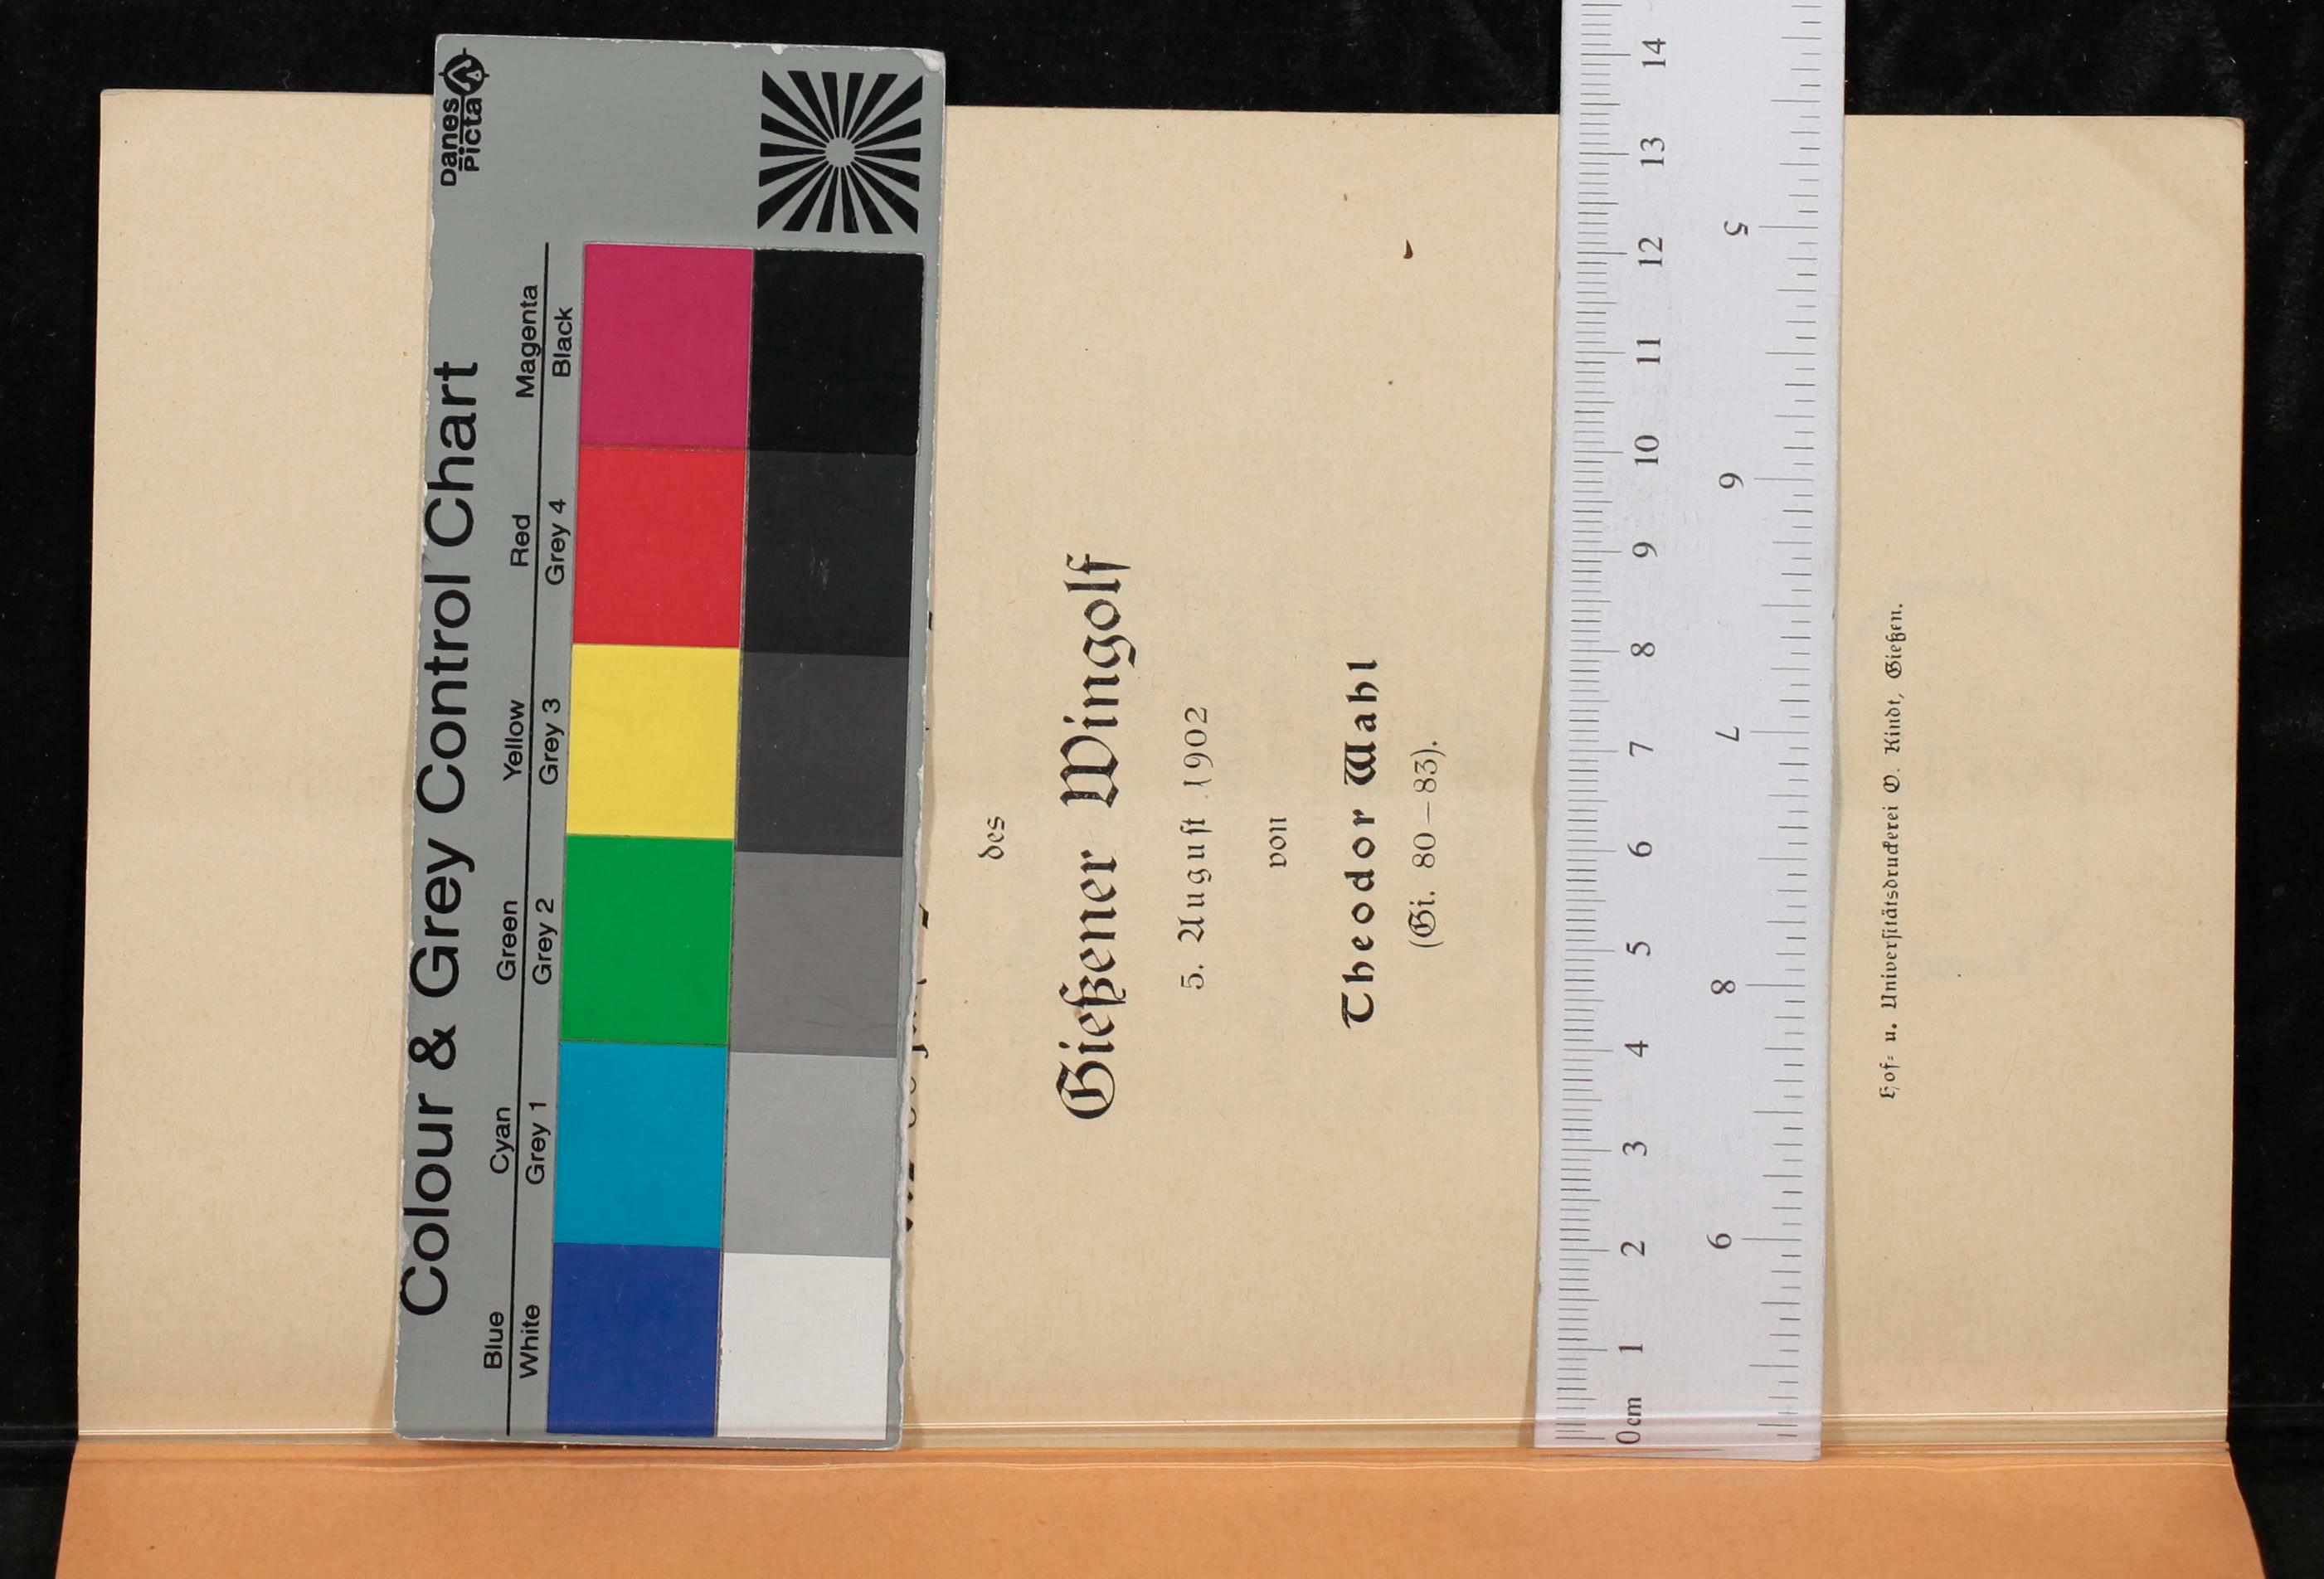 Danes
Picta
Colour & Grey Control Chart
Blue Cyan Green Yellow Red Magenta
White Grey 1 Grey 2 Grey 3 Grey 4 Black
des
Gießener Wingolf
5. Auguſt 1902
von
Theodor Wahl
(Gi. 80–83).
0cm 1 2 3 4 5 6 7 8 9 10 11 12 13 14
5 6 7 8 9
Hof= u. Univerſitätsdruckerei O. Kindt, Gießen.